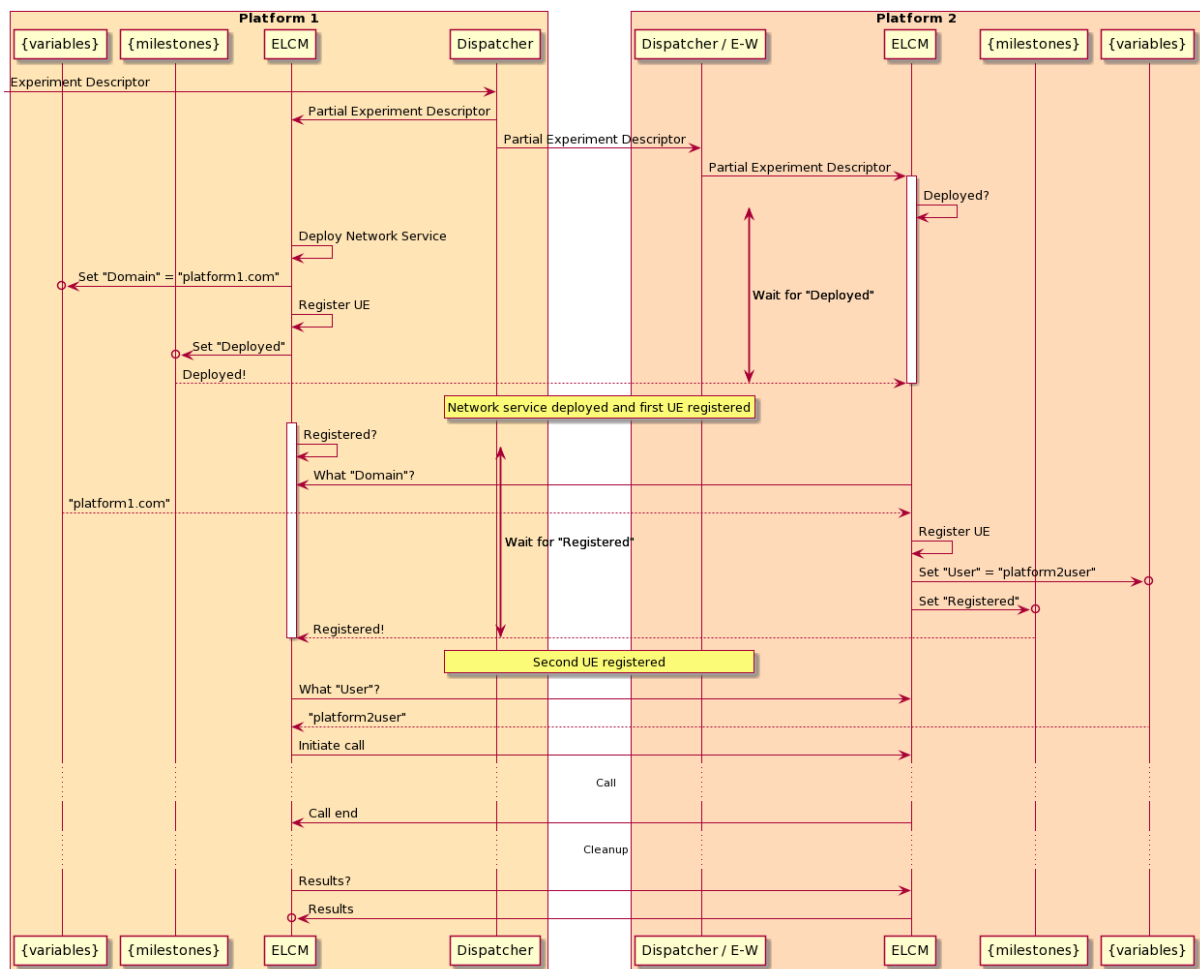 Platform 1
Platform 2
{variables}
{milestones}
ELCM
Dispatcher
Dispatcher / E-W
ELCM
{milestones}
{variables}
Experiment Descriptor
Partial Experiment Descriptor
Partial Experiment Descriptor
Partial Experiment Descriptor
Deployed?
Deploy Network Service
Set "Domain" = "platform1.com"
Wait for "Deployed"
Register UE
Set "Deployed"
Deployed!
Network service deployed and first UE registered
Registered?
What "Domain"?
"platform1.com"
Register UE
Wait for "Registered"
Set "User" = "platform2user"
Set "Registered"
Registered!
Second UE registered
What "User"?
"platform2user"
Initiate call
Call
Call end
Cleanup
Results?
Results
{variables}
{milestones}
ELCM
Dispatcher
Dispatcher / E-W
ELCM
{milestones}
{variables}